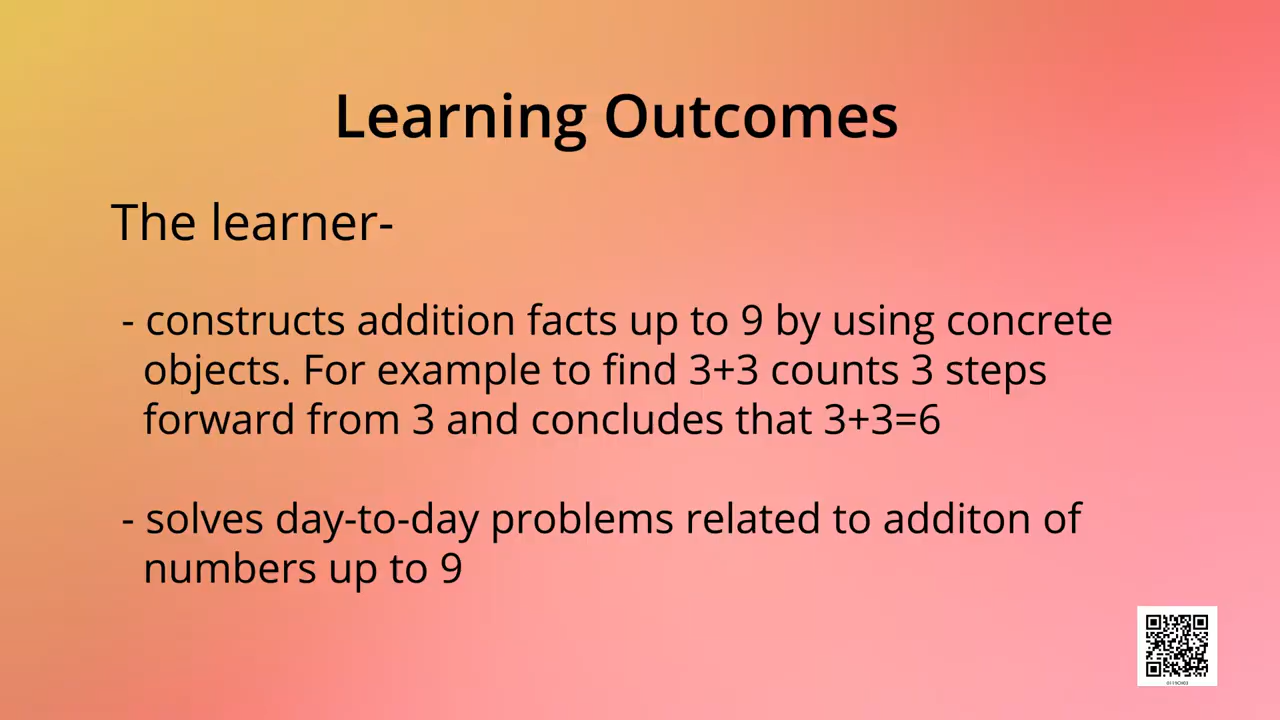 Learning Outcomes
The learner-
- constructs addition facts up to 9 by using concrete
objects. For example to find 3+3 counts 3 steps
forward from 3 and concludes that 3+3=6
- solves day-to-day problems related to additon of
numbers up to 9